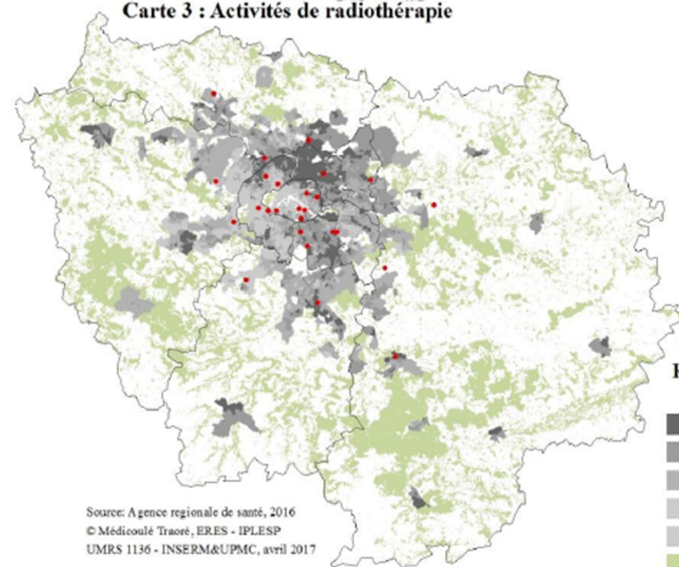 Carte 3 : Activités de radiothérapie
Source: Agence regionale de santé, 2016
© Médicoulé Traoré, ERES - IPLESP
UMRS 1136 - INSERM&UPMC, avril 2017